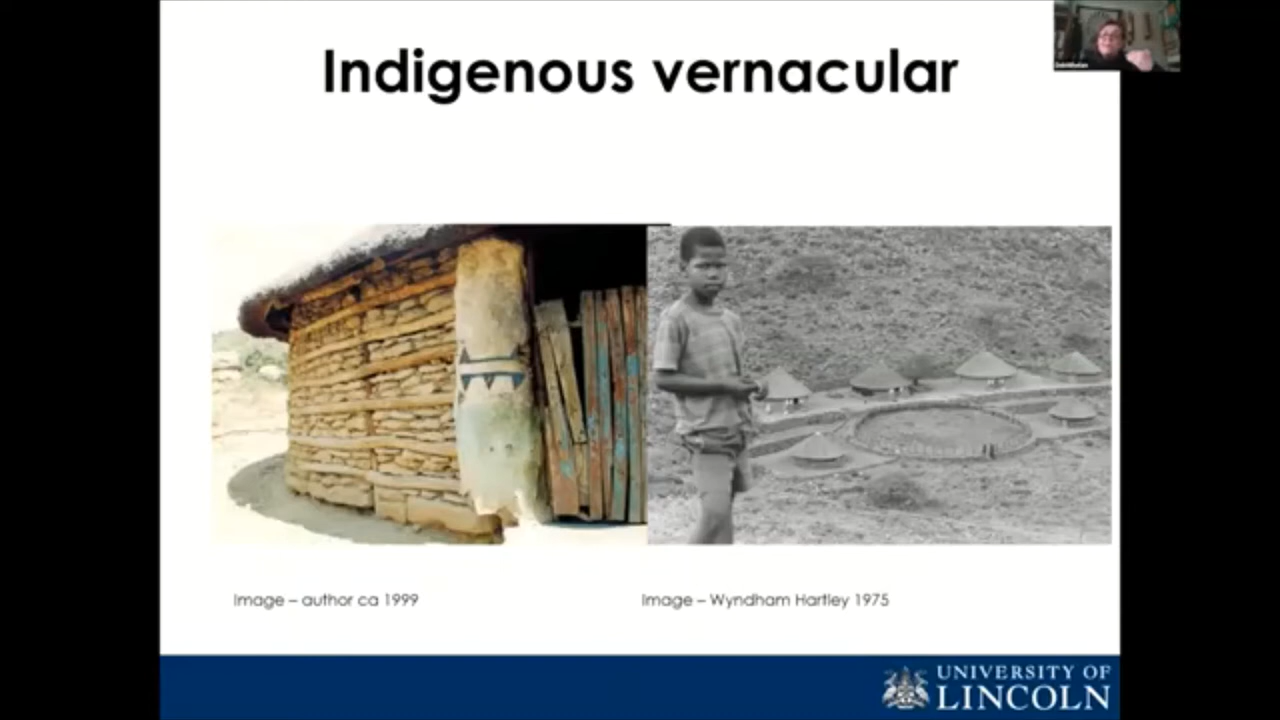 Indigenous vernacular
Image – author ca 1999
Image – Wyndham Hartley 1975
UNIVERSITY OF
LINCOLN